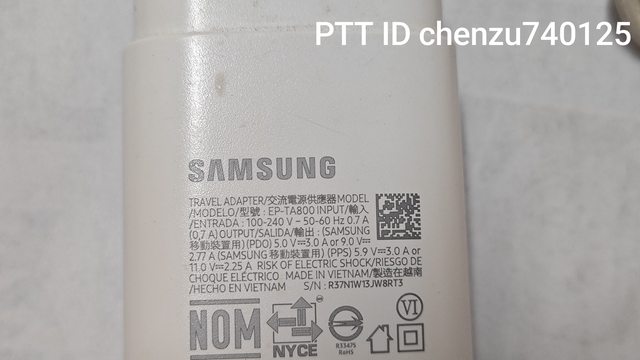 PTT ID chenzu740125
SAMSUNG
TRAVEL ADAPTER/交流電源供應器 MODEL
/MODELO/型號 : EP-TA800 INPUT/輸入
/ENTRADA : 100-240 V ~ 50-60 Hz 0.7 A
(0,7 A) OUTPUT/SALIDA/輸出 : (SAMSUNG
移動裝置用) (PDO) 5.0 V⎓3.0 A or 9.0 V⎓
2.77 A (SAMSUNG 移動裝置用) (PPS) 5.9 V⎓3.0 A or
11.0 V⎓2.25 A RISK OF ELECTRIC SHOCK/RIESGO DE
CHOQUE ELÉCTRICO MADE IN VIETNAM/製造在越南
/HECHO EN VIETNAM S/N : R37N1W13JW8RT3
NOM
NYCE
R33475
RoHS
VI